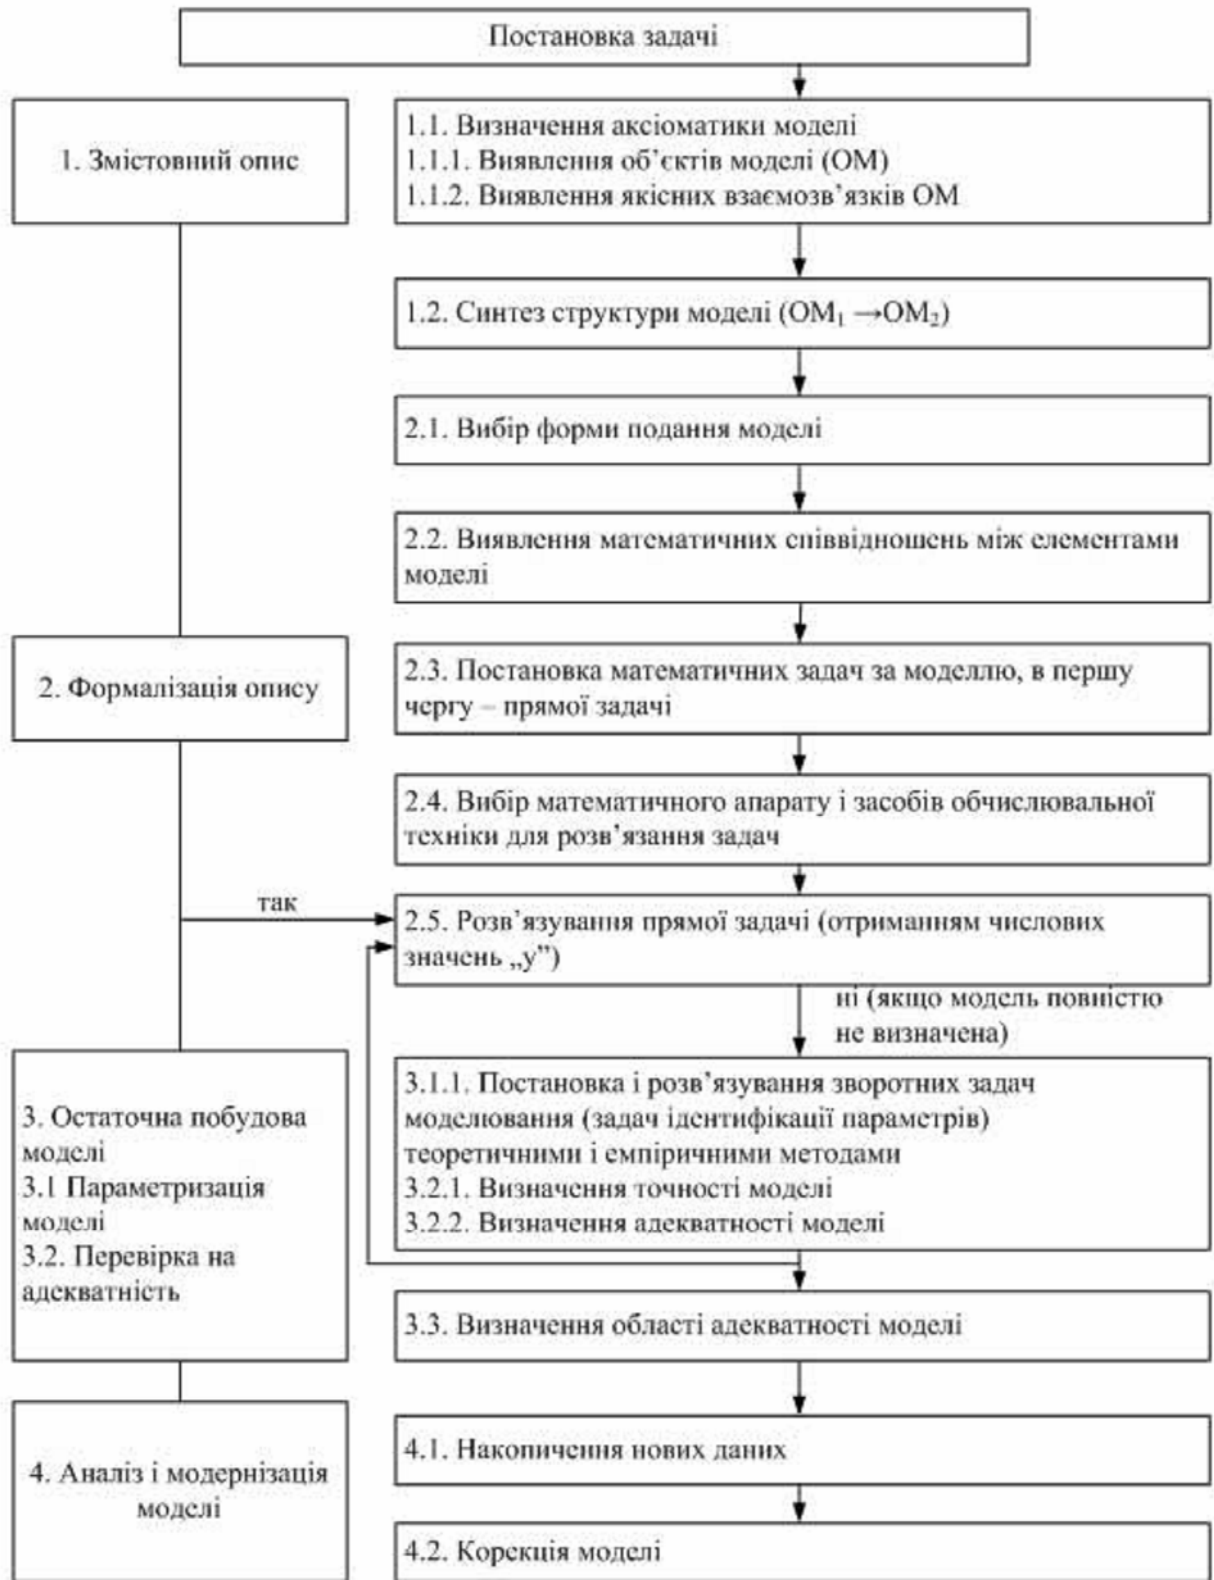 Постановка задачі
1. Змістовний опис
1.1. Визначення аксіоматики моделі
1.1.1. Виявлення об’єктів моделі (ОМ)
1.1.2. Виявлення якісних взаємозв’язків ОМ
1.2. Синтез структури моделі (ОМ₁ →ОМ₂)
2.1. Вибір форми подання моделі
2.2. Виявлення математичних співвідношень між елементами
моделі
2. Формалізація опису
2.3. Постановка математичних задач за моделлю, в першу
чергу – прямої задачі
2.4. Вибір математичного апарату і засобів обчислювальної
техніки для розв’язання задач
так
2.5. Розв’язування прямої задачі (отриманням числових
значень „у”)
ні (якщо модель повністю
не визначена)
3. Остаточна побудова
моделі
3.1 Параметризація
моделі
3.2. Перевірка на
адекватність
3.1.1. Постановка і розв’язування зворотних задач
моделювання (задач ідентифікації параметрів)
теоретичними і емпіричними методами
3.2.1. Визначення точності моделі
3.2.2. Визначення адекватності моделі
3.3. Визначення області адекватності моделі
4. Аналіз і модернізація
моделі
4.1. Накопичення нових даних
4.2. Корекція моделі